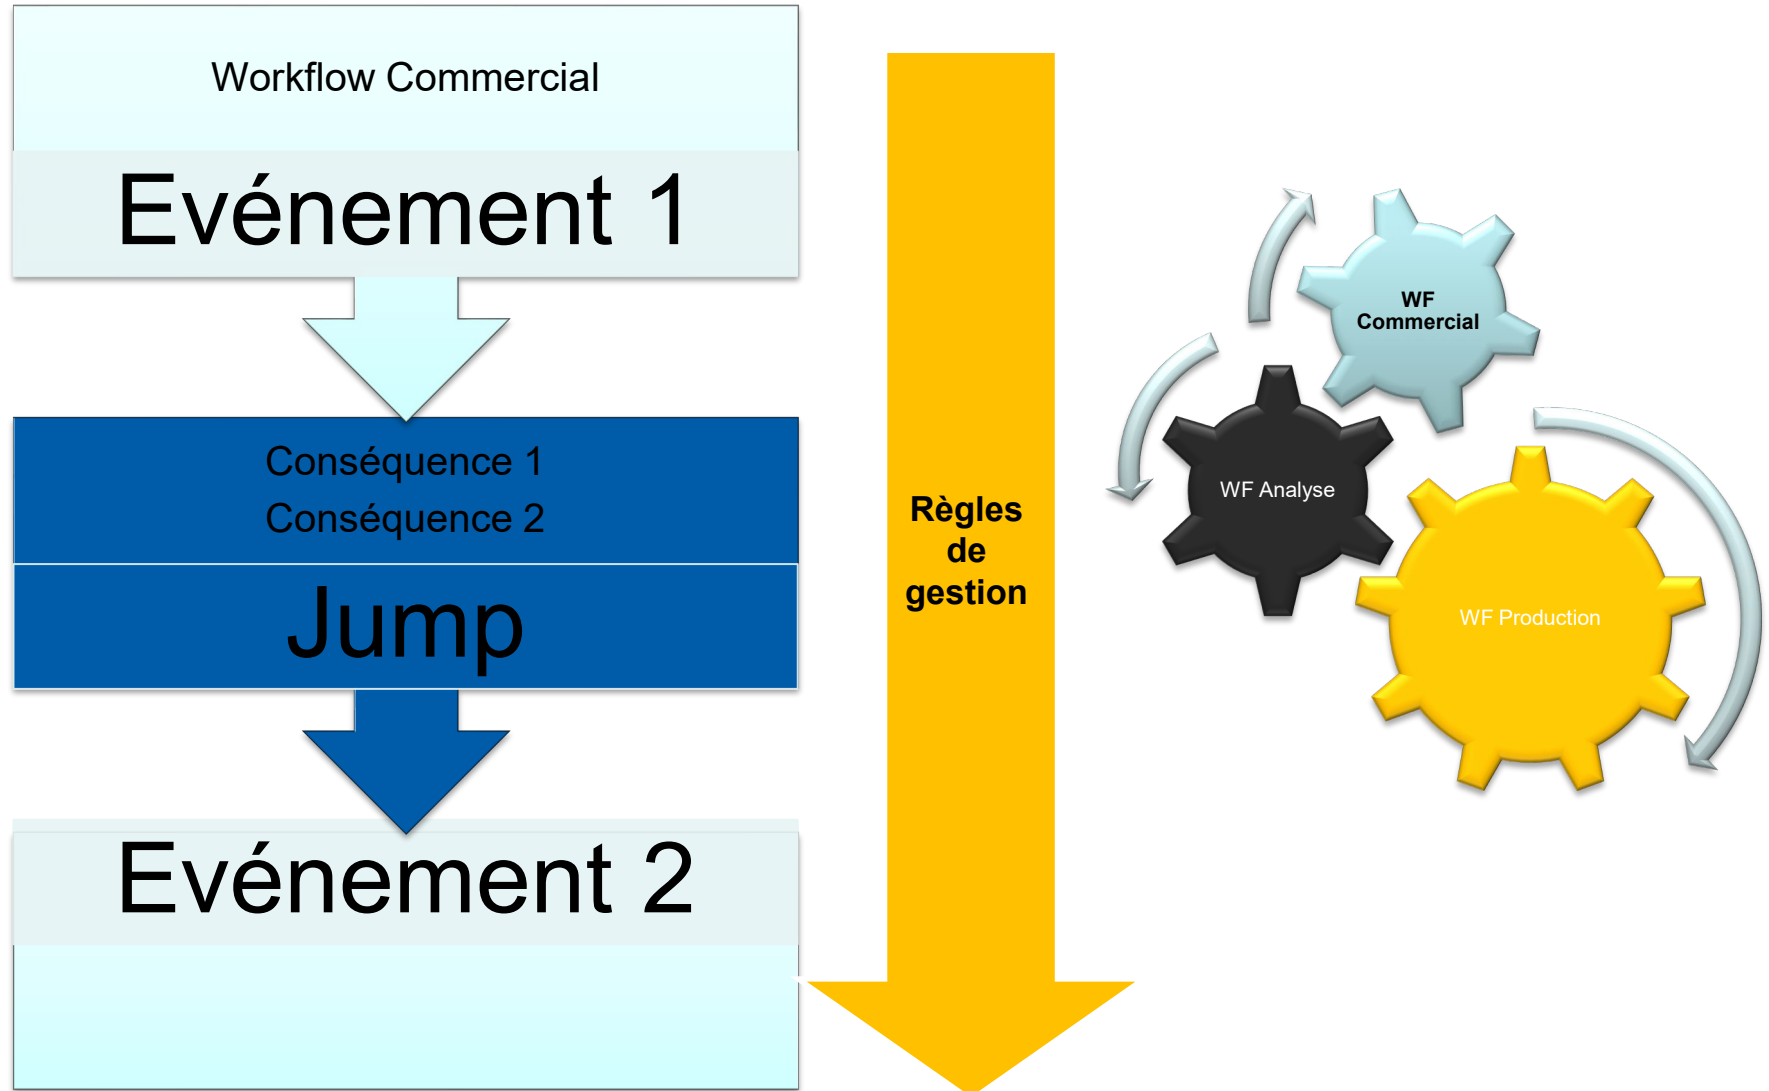 Workflow Commercial
Evénement 1
Conséquence 1
Conséquence 2
Jump
Evénement 2
Règles
de
gestion
WF
Commercial
WF Analyse
WF Production